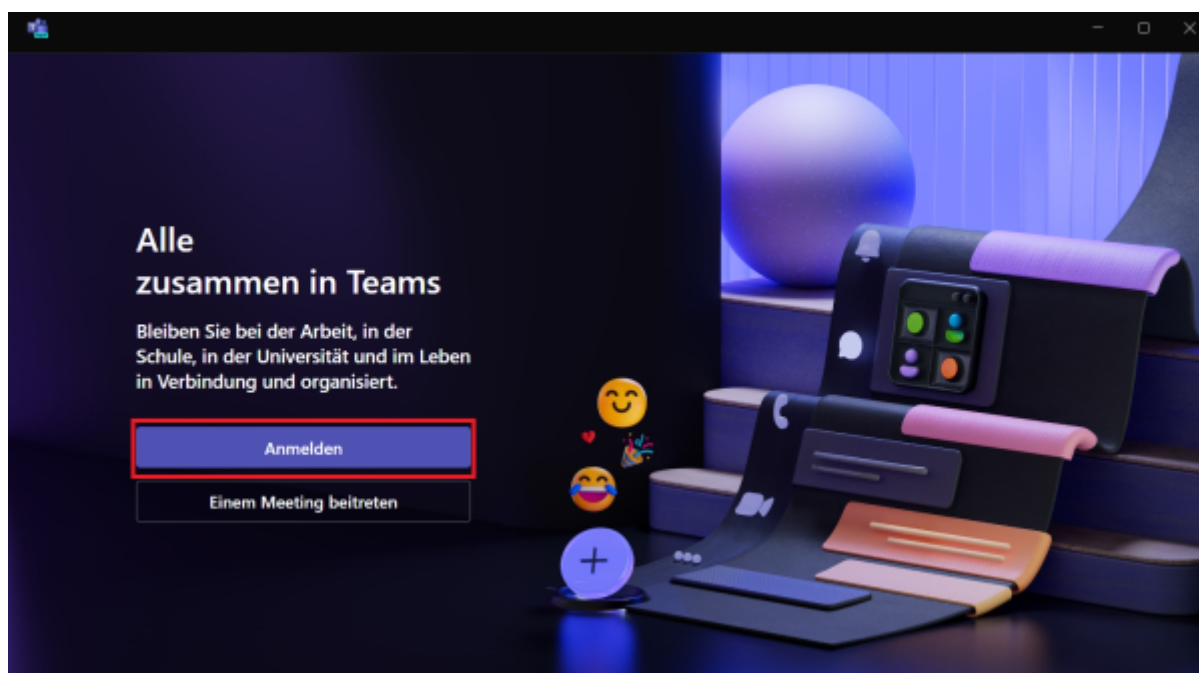 Alle
zusammen in Teams
Bleiben Sie bei der Arbeit, in der
Schule, in der Universität und im Leben
in Verbindung und organisiert.
Anmelden
Einem Meeting beitreten